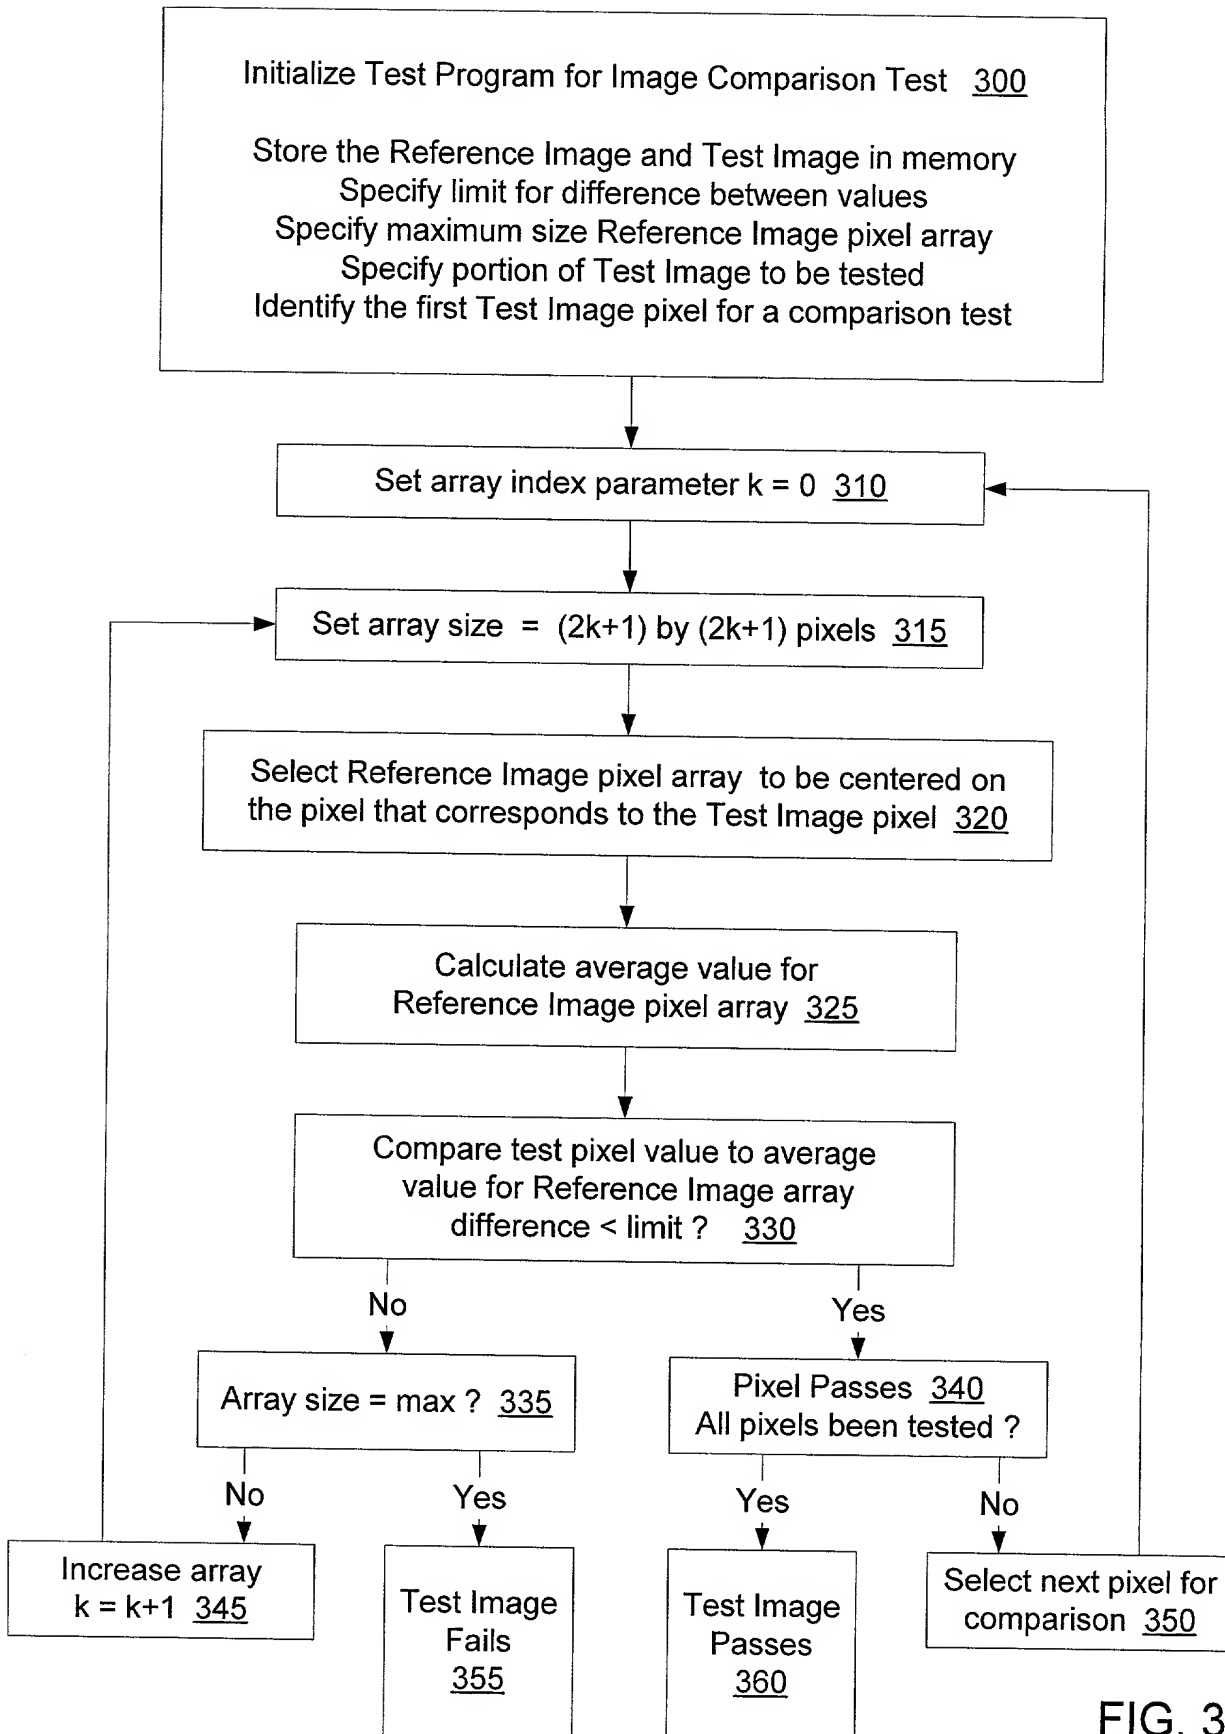 Initialize Test Program for Image Comparison Test 300
Store the Reference Image and Test Image in memory
Specify limit for difference between values
Specify maximum size Reference Image pixel array
Specify portion of Test Image to be tested
Identify the first Test Image pixel for a comparison test
Set array index parameter k = 0 310
Set array size = (2k+1) by (2k+1) pixels 315
Select Reference Image pixel array to be centered on
the pixel that corresponds to the Test Image pixel 320
Calculate average value for
Reference Image pixel array 325
Compare test pixel value to average
value for Reference Image array
difference < limit ? 330
No
Yes
Array size = max ? 335
Pixel Passes 340
All pixels been tested ?
No
Yes
Yes
No
Increase array
k = k+1 345
Test Image
Fails
355
Test Image
Passes
360
Select next pixel for
comparison 350
FIG. 3